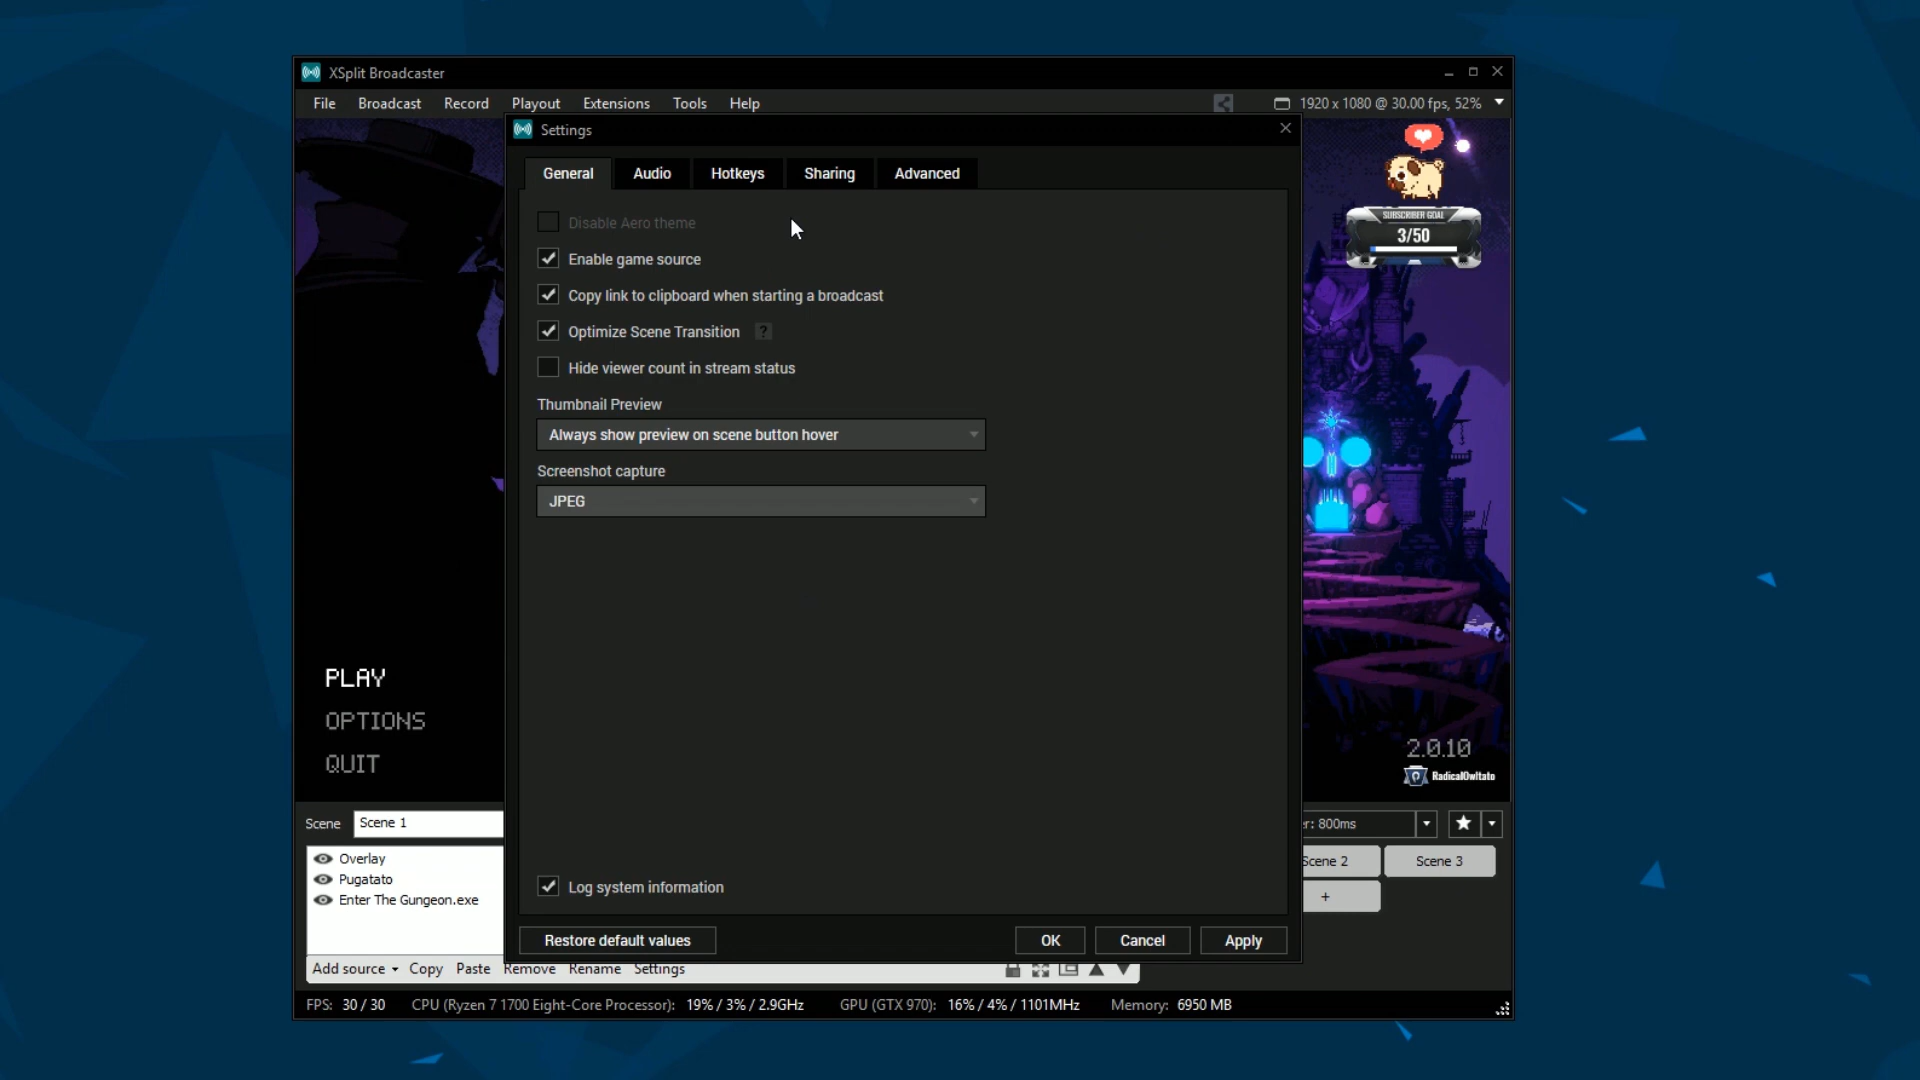 XSplit Broadcaster
File Broadcast Record Playout Extensions Tools Help
1920 x 1080 @ 30.00 fps, 52%
Settings
General Audio Hotkeys Sharing Advanced
Disable Aero theme
Enable game source
Copy link to clipboard when starting a broadcast
Optimize Scene Transition ?
Hide viewer count in stream status
Thumbnail Preview
Always show preview on scene button hover
Screenshot capture
JPEG
Log system information
Restore default values OK Cancel Apply
SUBSCRIBER GOAL
3/50
PLAY
OPTIONS
QUIT
2.0.10
RadicalOwltato
Scene Scene 1
r: 800ms
Overlay
Pugatato
Enter The Gungeon.exe
Scene 2 Scene 3
+
Add source Copy Paste Remove Rename Settings
FPS: 30 / 30 CPU (Ryzen 7 1700 Eight-Core Processor): 19% / 3% / 2.9GHz GPU (GTX 970): 16% / 4% / 1101MHz Memory: 6950 MB